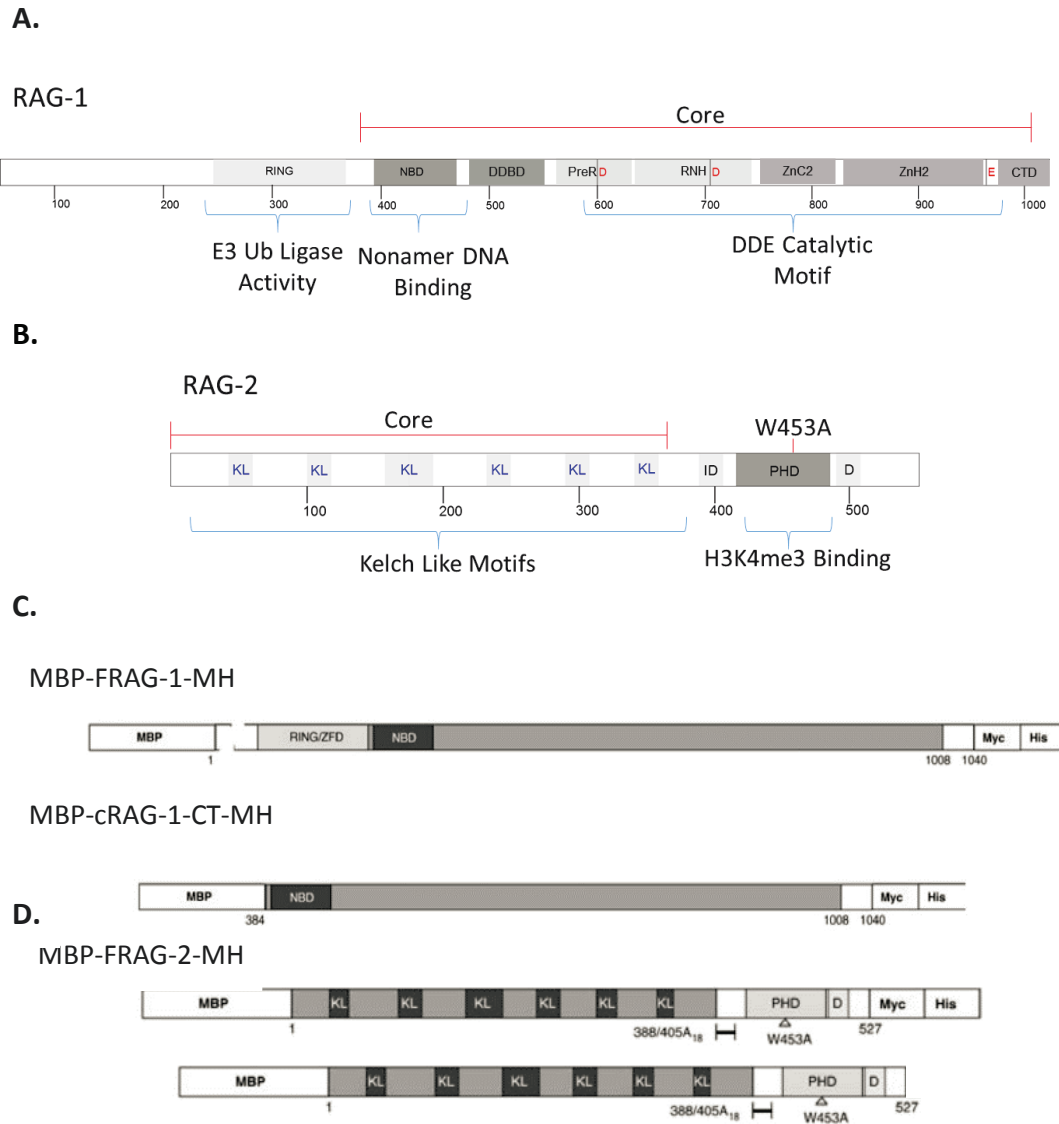 A.
RAG-1
Core
RING NBD DDBD PreR D RNH D ZnC2 ZnH2 E CTD
100 200 300 400 500 600 700 800 900 1000
E3 Ub Ligase Activity
Nonamer DNA Binding
DDE Catalytic Motif
B.
RAG-2
Core
W453A
KL KL KL KL KL KL ID PHD D
100 200 300 400 500
Kelch Like Motifs
H3K4me3 Binding
C.
MBP-FRAG-1-MH
MBP RING/ZFD NBD Myc His
1 1008 1040
MBP-cRAG-1-CT-MH
MBP NBD Myc His
384 1008 1040
D.
MBP-FRAG-2-MH
MBP KL KL KL KL KL KL PHD D Myc His
1 388/405A18 W453A 527
MBP KL KL KL KL KL KL PHD D
1 388/405A18 W453A 527